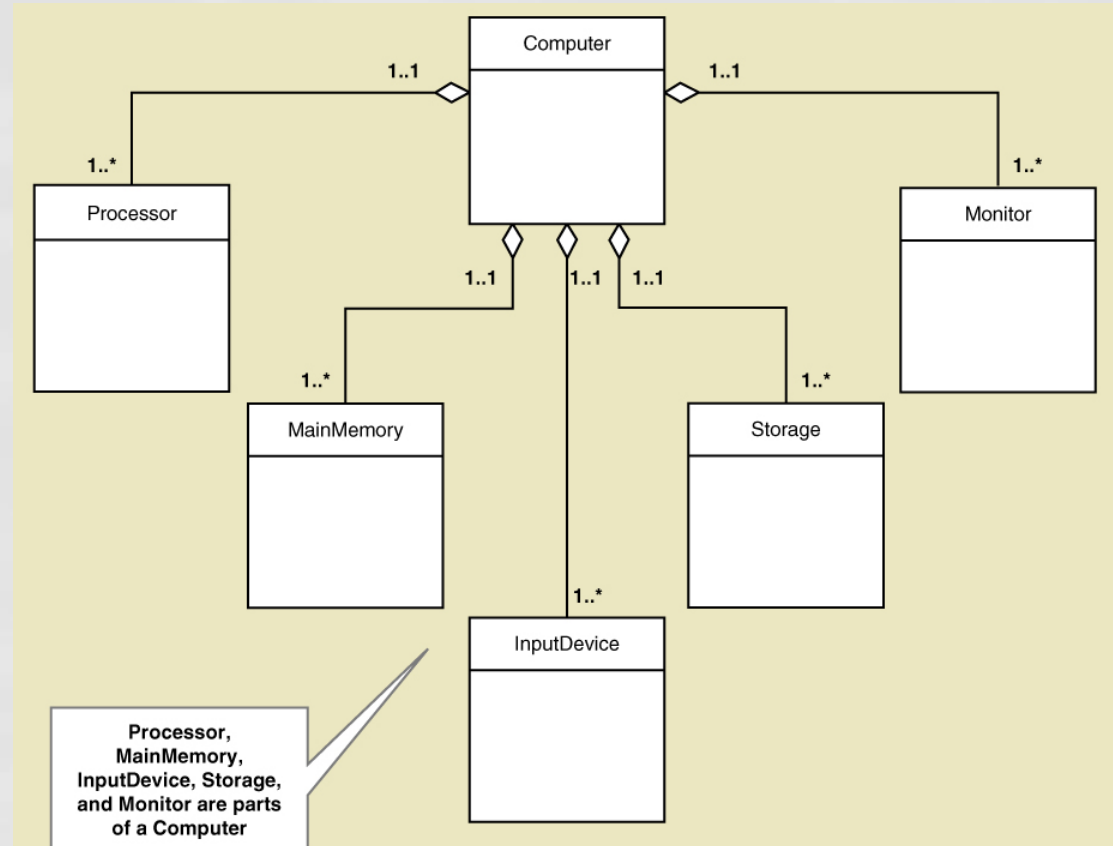 Computer
1..1
1..1
1..*
1..*
Processor
Monitor
1..1
1..1
1..1
1..*
1..*
MainMemory
Storage
1..*
InputDevice
Processor,
MainMemory,
InputDevice, Storage,
and Monitor are parts
of a Computer